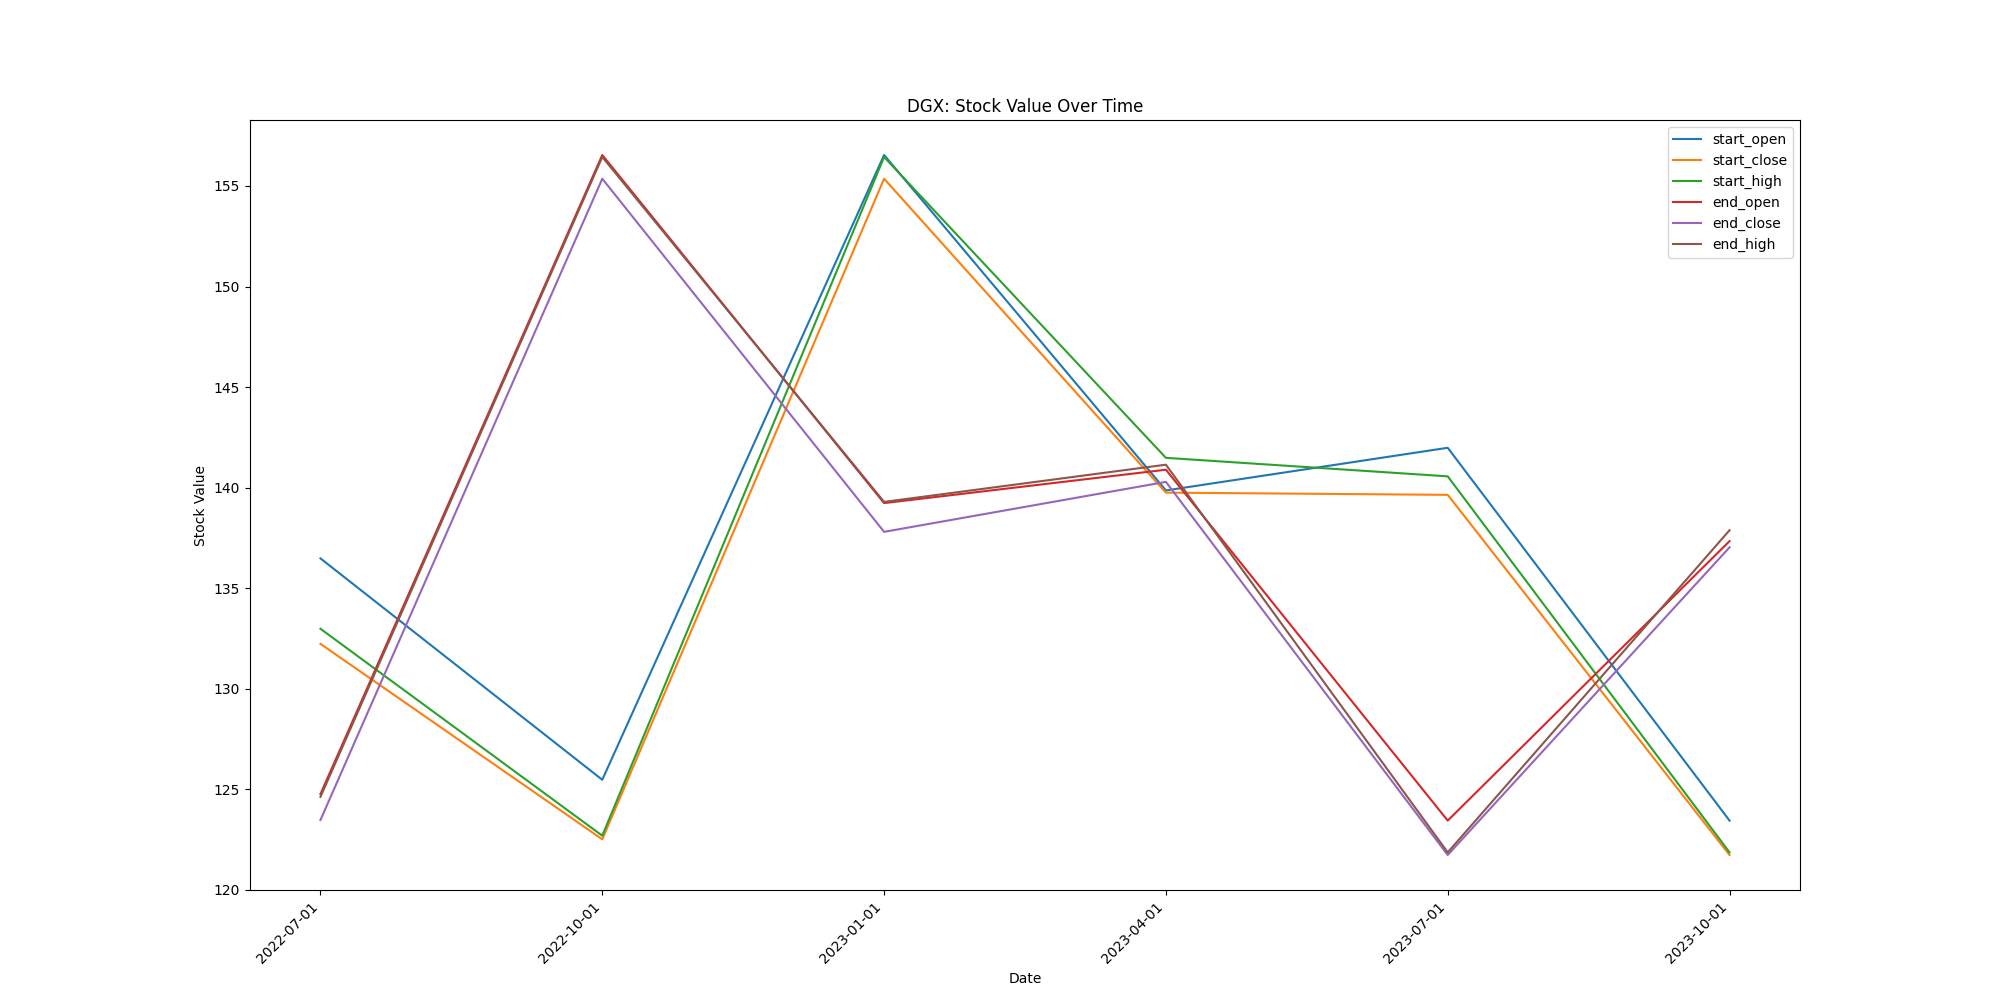 DGX: Stock Value Over Time
start_open
start_close
start_high
end_open
end_close
end_high
Stock Value
155
150
145
140
135
130
125
120
2022-07-01
2022-10-01
2023-01-01
2023-04-01
2023-07-01
2023-10-01
Date